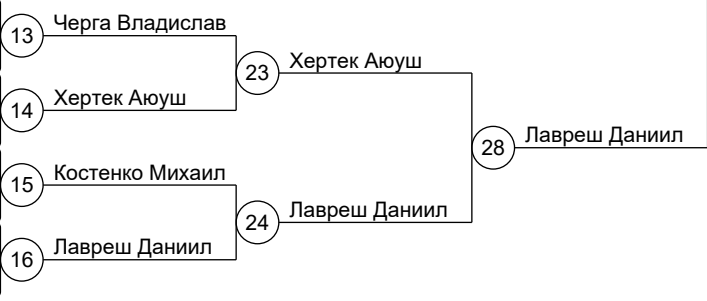 13 Черга Владислав
23 Хертек Аюуш
14 Хертек Аюуш
28 Лавреш Даниил
15 Костенко Михаил
24 Лавреш Даниил
16 Лавреш Даниил